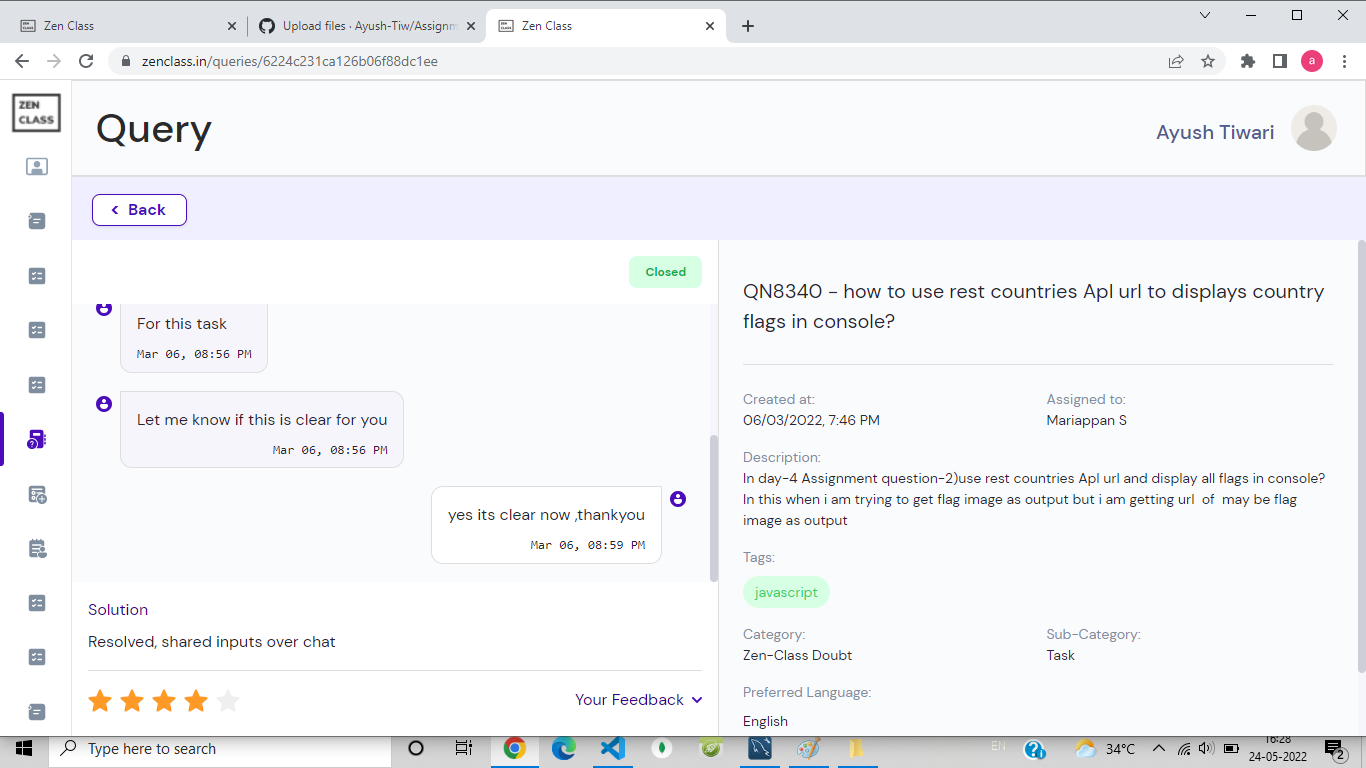 Zen Class
Upload files · Ayush-Tiw/Assignm
Zen Class
zenclass.in/queries/6224c231ca126b06f88dc1ee
a
ZEN
CLASS
Query
Ayush Tiwari
< Back
Closed
For this task
Mar 06, 08:56 PM
Let me know if this is clear for you
Mar 06, 08:56 PM
yes its clear now ,thankyou
Mar 06, 08:59 PM
Solution
Resolved, shared inputs over chat
Your Feedback
QN8340 - how to use rest countries ApI url to displays country
flags in console?
Created at:
06/03/2022, 7:46 PM
Assigned to:
Mariappan S
Description:
In day-4 Assignment question-2)use rest countries ApI url and display all flags in console?
In this when i am trying to get flag image as output but i am getting url  of  may be flag
image as output
Tags:
javascript
Category:
Zen-Class Doubt
Sub-Category:
Task
Preferred Language:
English
Type here to search
EN
34°C
16:28
24-05-2022
2